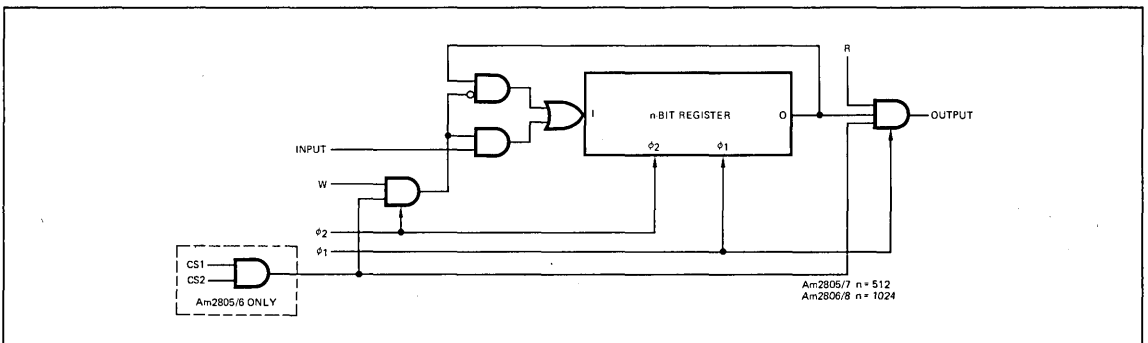 R
I
n-BIT REGISTER
O
OUTPUT
φ2
φ1
INPUT
W
φ2
φ1
CS1
CS2
Am2805/6 ONLY
Am2805/7 n = 512
Am2806/8 n = 1024